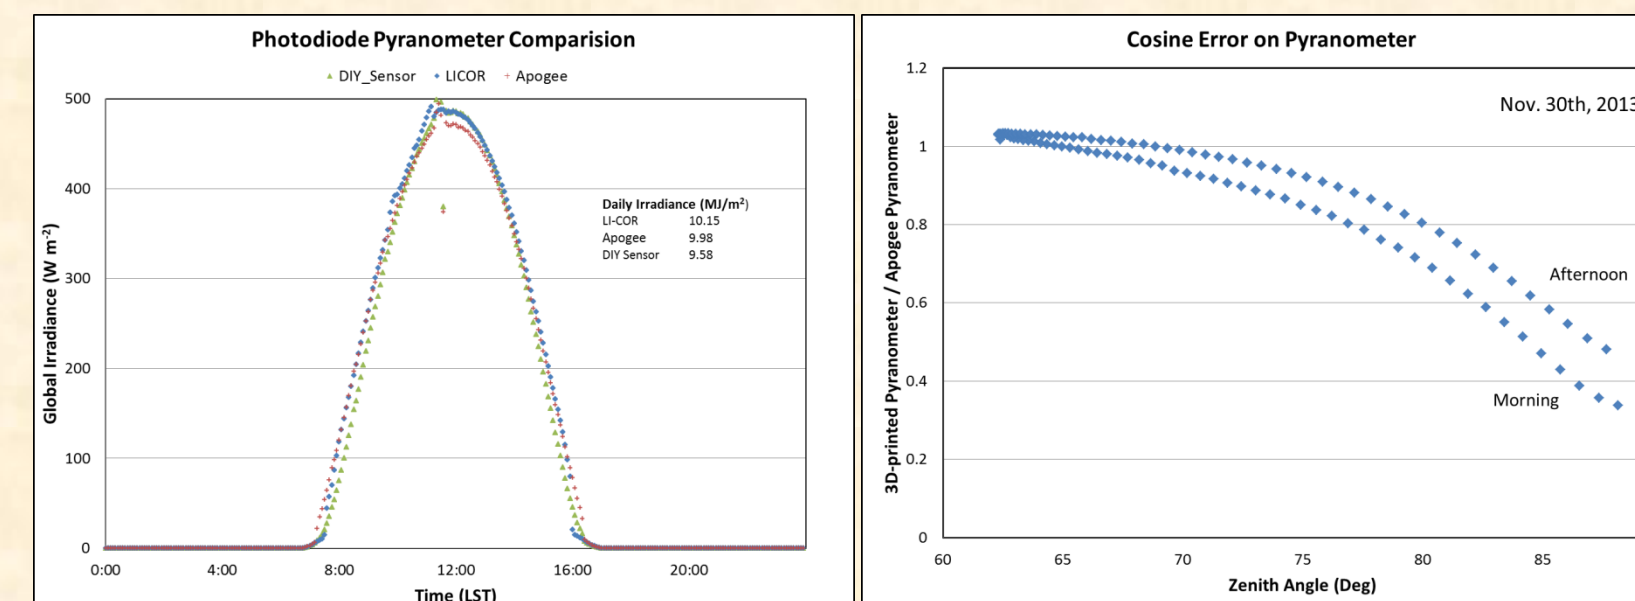 Photodiode Pyranometer Comparision
DIY_Sensor LICOR Apogee
500
400
300
200
100
0
Global Irradiance (W m-2)
0:00 4:00 8:00 12:00 16:00 20:00
Time (LST)
Daily Irradiance (MJ/m2)
LI-COR 10.15
Apogee 9.98
DIY Sensor 9.58
Cosine Error on Pyranometer
Nov. 30th, 2013
1.2
1
0.8
0.6
0.4
0.2
0
3D-printed Pyranometer / Apogee Pyranometer
Afternoon
Morning
60 65 70 75 80 85
Zenith Angle (Deg)